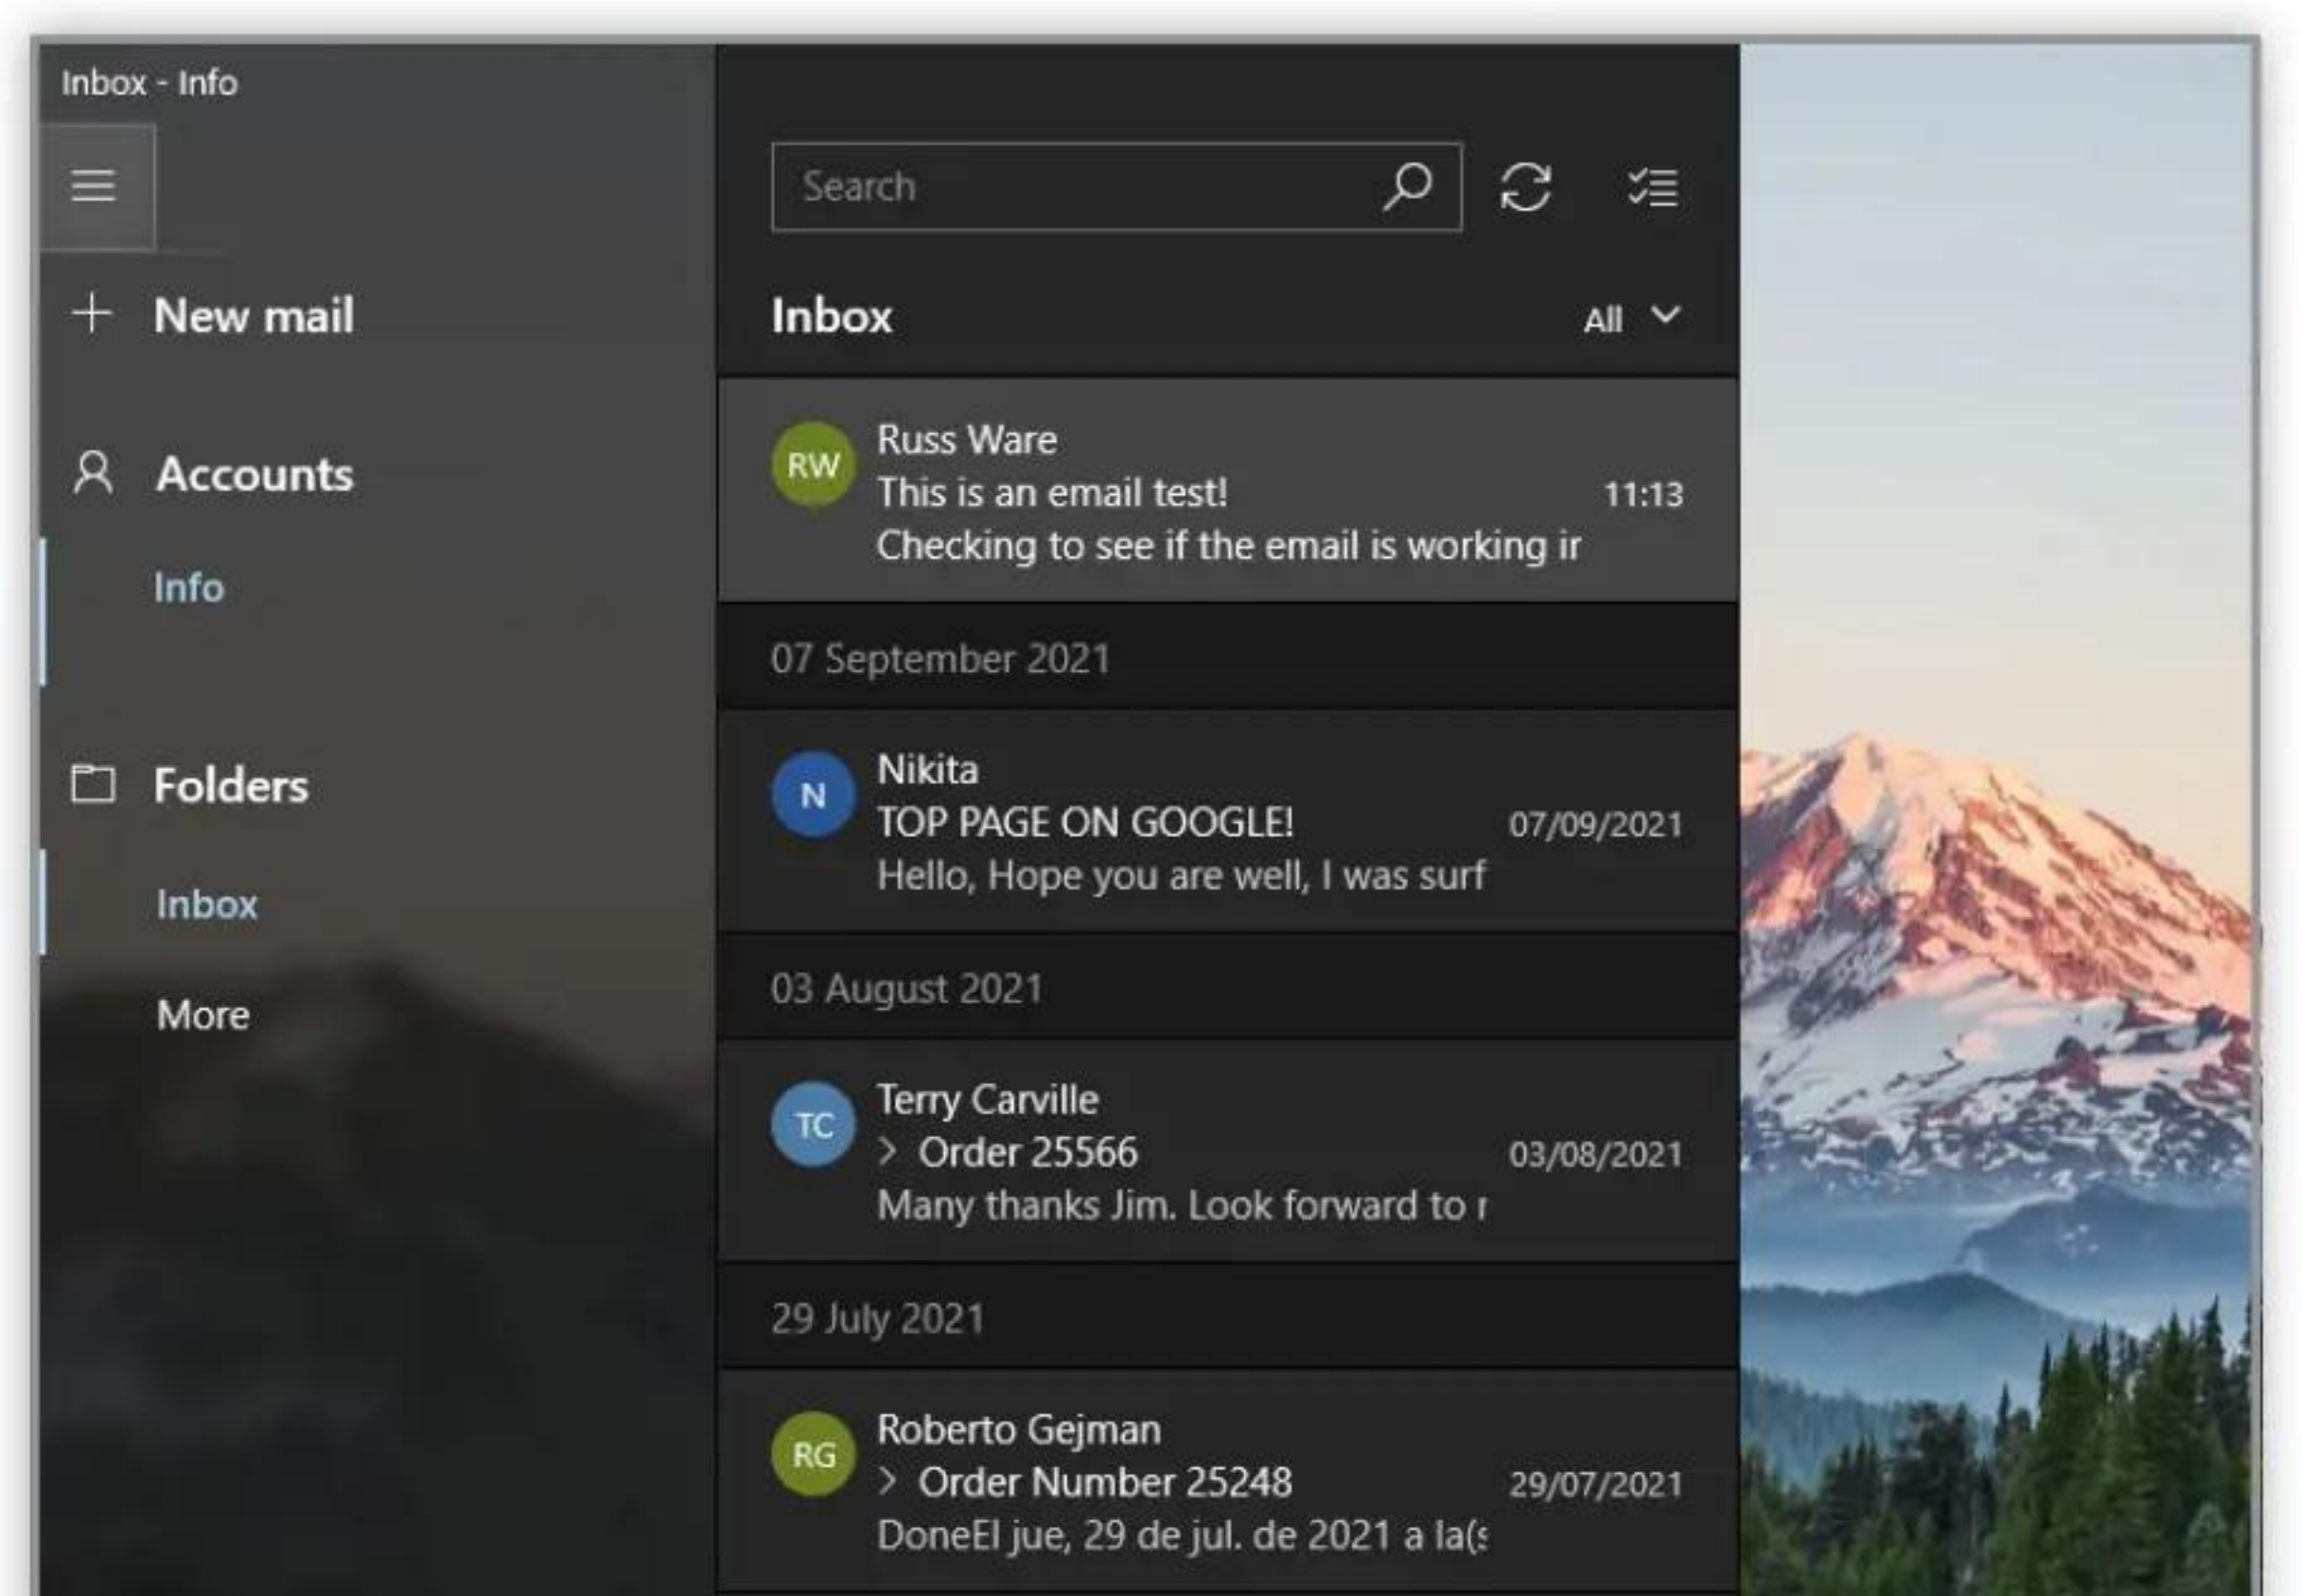 Inbox - Info
New mail
Accounts
Info
Folders
Inbox
More
Search
Inbox
All
RW
Russ Ware
This is an email test!
11:13
Checking to see if the email is working
07 September 2021
N
Nikita
TOP PAGE ON GOOGLE!
07/09/2021
Hello, Hope you are well, I was surf
03 August 2021
TC
Terry Carville
> Order 25566
03/08/2021
Many thanks Jim. Look forward to
29 July 2021
RG
Roberto Gejman
> Order Number 25248
29/07/2021
DoneEl jue, 29 de jul. de 2021 a la(s